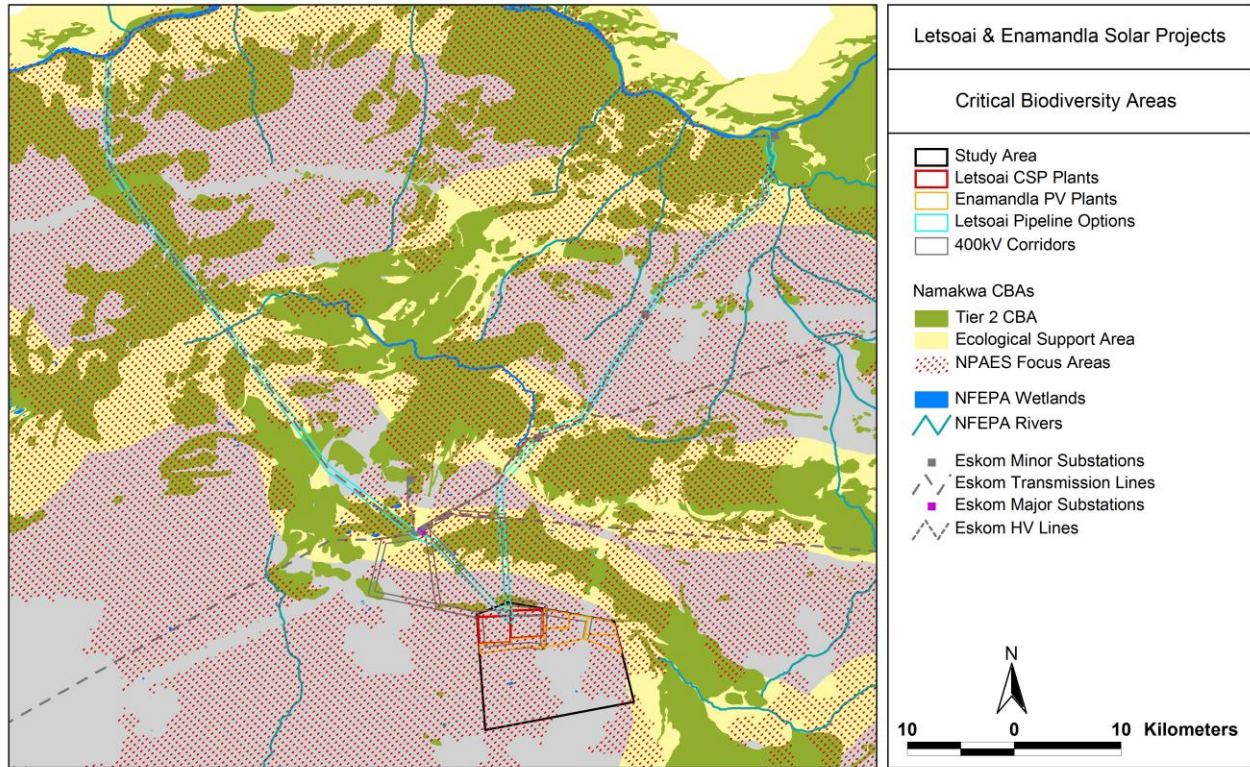 Letsoai & Enamandla Solar Projects
Critical Biodiversity Areas
Study Area
Letsoai CSP Plants
Enamandla PV Plants
Letsoai Pipeline Options
400kV Corridors
Namakwa CBAs
Tier 2 CBA
Ecological Support Area
NPAES Focus Areas
NFEPA Wetlands
NFEPA Rivers
Eskom Minor Substations
Eskom Transmission Lines
Eskom Major Substations
Eskom HV Lines
N
10 0 10 Kilometers